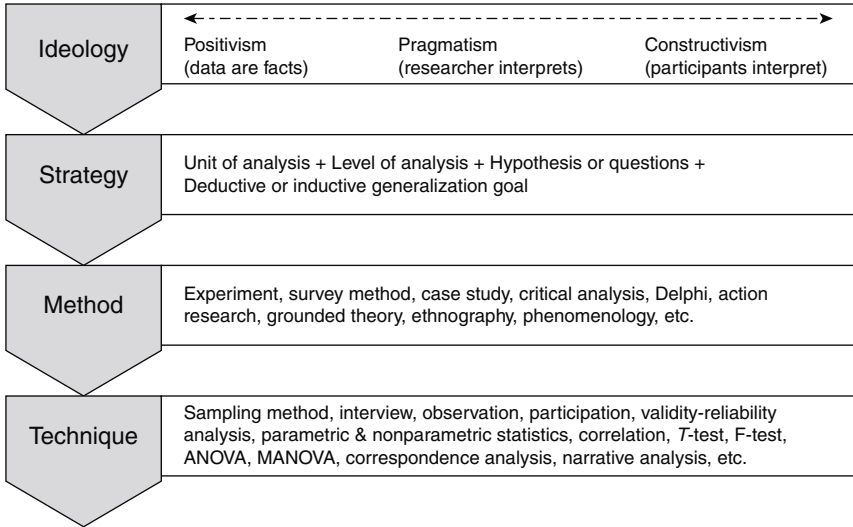 Ideology
Positivism
(data are facts)
Pragmatism
(researcher interprets)
Constructivism
(participants interpret)
Strategy
Unit of analysis + Level of analysis + Hypothesis or questions +
Deductive or inductive generalization goal
Method
Experiment, survey method, case study, critical analysis, Delphi, action
research, grounded theory, ethnography, phenomenology, etc.
Technique
Sampling method, interview, observation, participation, validity-reliability
analysis, parametric & nonparametric statistics, correlation, T-test, F-test,
ANOVA, MANOVA, correspondence analysis, narrative analysis, etc.